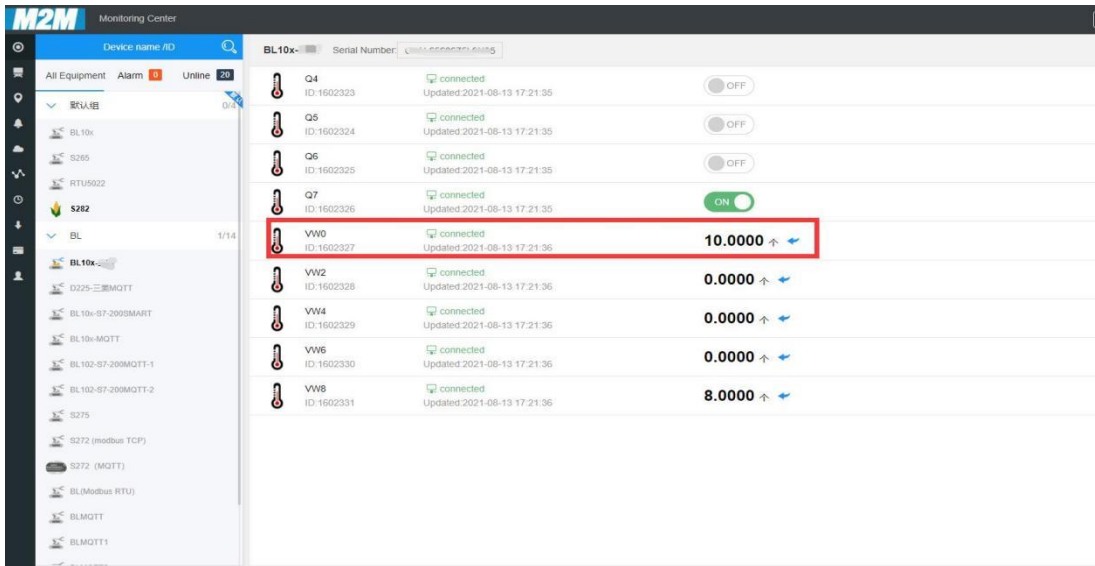 M2M Monitoring Center
Device name /ID
BL10x- Serial Number:
All Equipment Alarm 0 Unline 20
默认组 0/4
BL10x
S265
RTU5022
S282
BL 1/14
BL10x-
D225-三菱MQTT
BL10x-S7-200SMART
BL10x-MQTT
BL102-S7-200MQTT-1
BL102-S7-200MQTT-2
S275
S272 (modbus TCP)
S272 (MQTT)
BL(Modbus RTU)
BLMQTT
BLMQTT1
Q4 connected OFF
ID:1602323 Updated:2021-08-13 17:21:35
Q5 connected OFF
ID:1602324 Updated:2021-08-13 17:21:35
Q6 connected OFF
ID:1602325 Updated:2021-08-13 17:21:35
Q7 connected ON
ID:1602326 Updated:2021-08-13 17:21:35
VW0 connected 10.0000 个
ID:1602327 Updated:2021-08-13 17:21:36
VW2 connected 0.0000 个
ID:1602328 Updated:2021-08-13 17:21:36
VW4 connected 0.0000 个
ID:1602329 Updated:2021-08-13 17:21:36
VW6 connected 0.0000 个
ID:1602330 Updated:2021-08-13 17:21:36
VW8 connected 8.0000 个
ID:1602331 Updated:2021-08-13 17:21:36